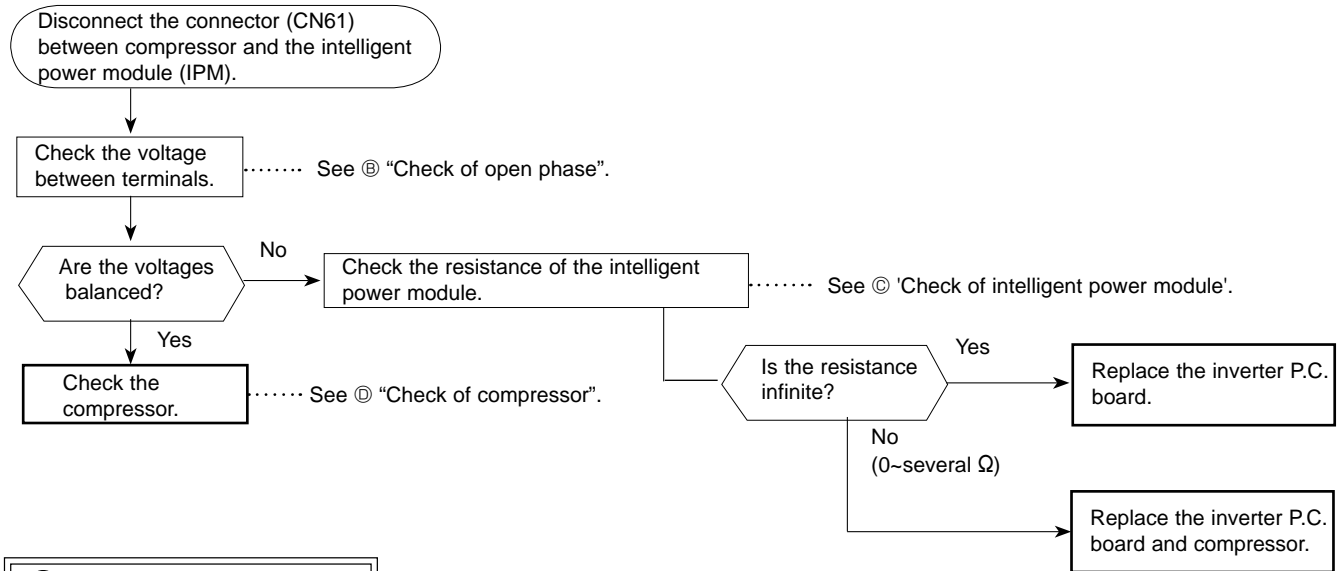 Disconnect the connector (CN61)
between compressor and the intelligent
power module (IPM).
Check the voltage
between terminals.
See Ⓑ “Check of open phase”.
Are the voltages
balanced?
No
Check the resistance of the intelligent
power module.
See Ⓒ 'Check of intelligent power module'.
Yes
Check the
compressor.
See Ⓓ “Check of compressor”.
Is the resistance
infinite?
Yes
Replace the inverter P.C.
board.
No
(0~several Ω)
Replace the inverter P.C.
board and compressor.